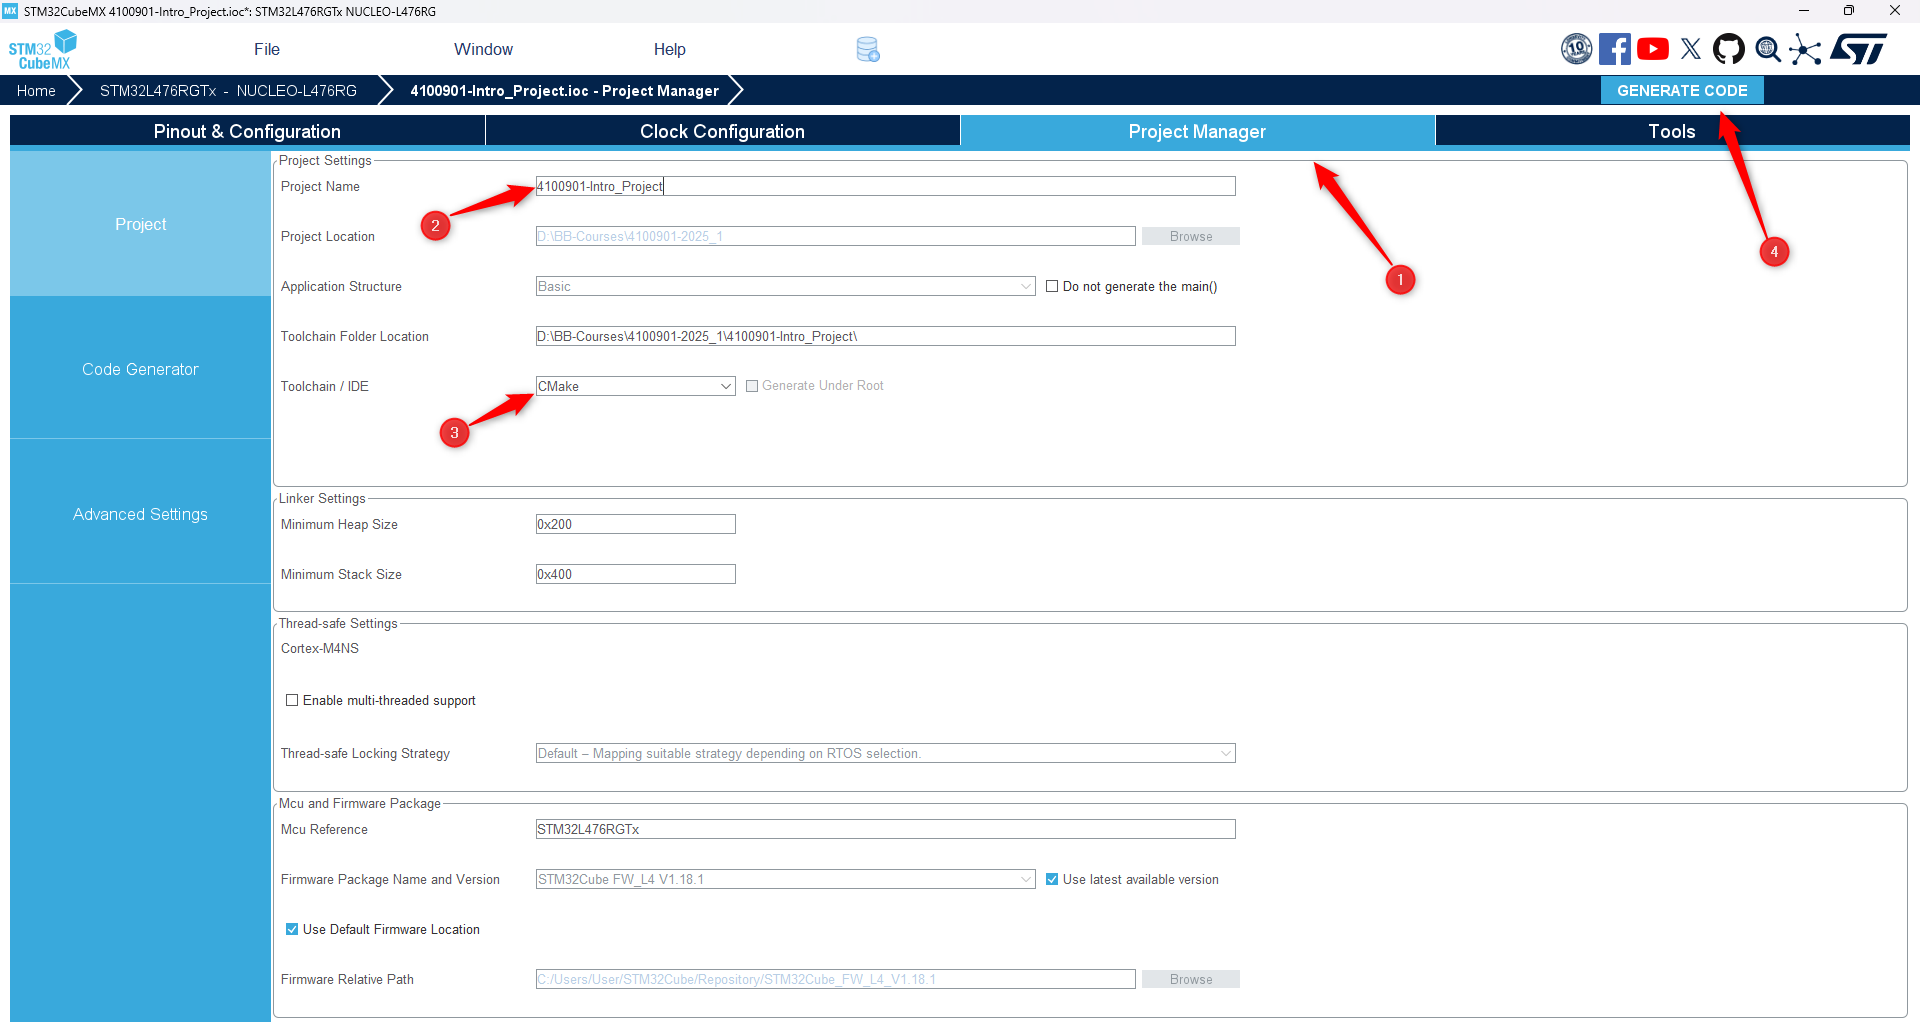 MX STM32CubeMX 4100901-Intro_Project.ioc*: STM32L476RGTx NUCLEO-L476RG
STM32
CubeMX
File Window Help
10
ST
Home STM32L476RGTx - NUCLEO-L476RG 4100901-Intro_Project.ioc - Project Manager GENERATE CODE
Pinout & Configuration Clock Configuration Project Manager Tools
Project
Code Generator
Advanced Settings
Project Settings
Project Name 4100901-Intro_Project
2
Project Location D:\BB-Courses\4100901-2025_1 Browse
4
1
Application Structure Basic Do not generate the main()
Toolchain Folder Location D:\BB-Courses\4100901-2025_1\4100901-Intro_Project\
Toolchain / IDE CMake Generate Under Root
3
Linker Settings
Minimum Heap Size 0x200
Minimum Stack Size 0x400
Thread-safe Settings
Cortex-M4NS
Enable multi-threaded support
Thread-safe Locking Strategy Default – Mapping suitable strategy depending on RTOS selection.
Mcu and Firmware Package
Mcu Reference STM32L476RGTx
Firmware Package Name and Version STM32Cube FW_L4 V1.18.1 Use latest available version
Use Default Firmware Location
Firmware Relative Path C:/Users/User/STM32Cube/Repository/STM32Cube_FW_L4_V1.18.1 Browse